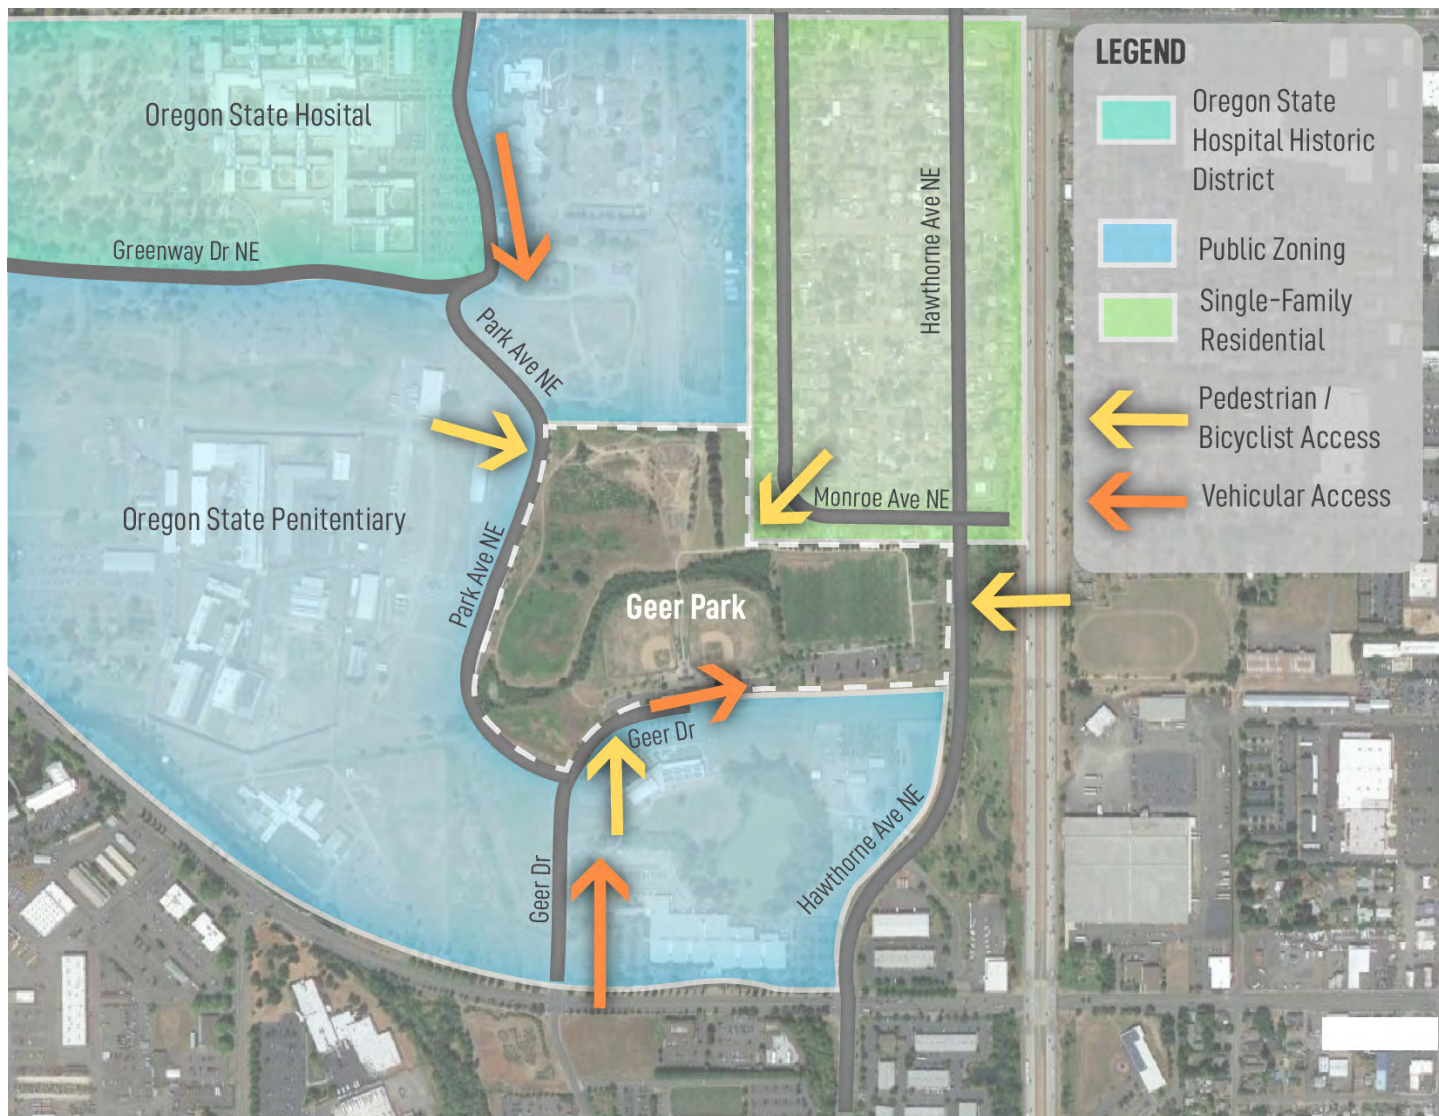 Oregon State Hosital
Greenway Dr NE
Park Ave NE
Hawthorne Ave NE
Monroe Ave NE
Oregon State Penitentiary
Park Ave NE
Geer Park
Geer Dr
Geer Dr
Hawthorne Ave NE
LEGEND
Oregon State
Hospital Historic
District
Public Zoning
Single-Family
Residential
Pedestrian /
Bicyclist Access
Vehicular Access